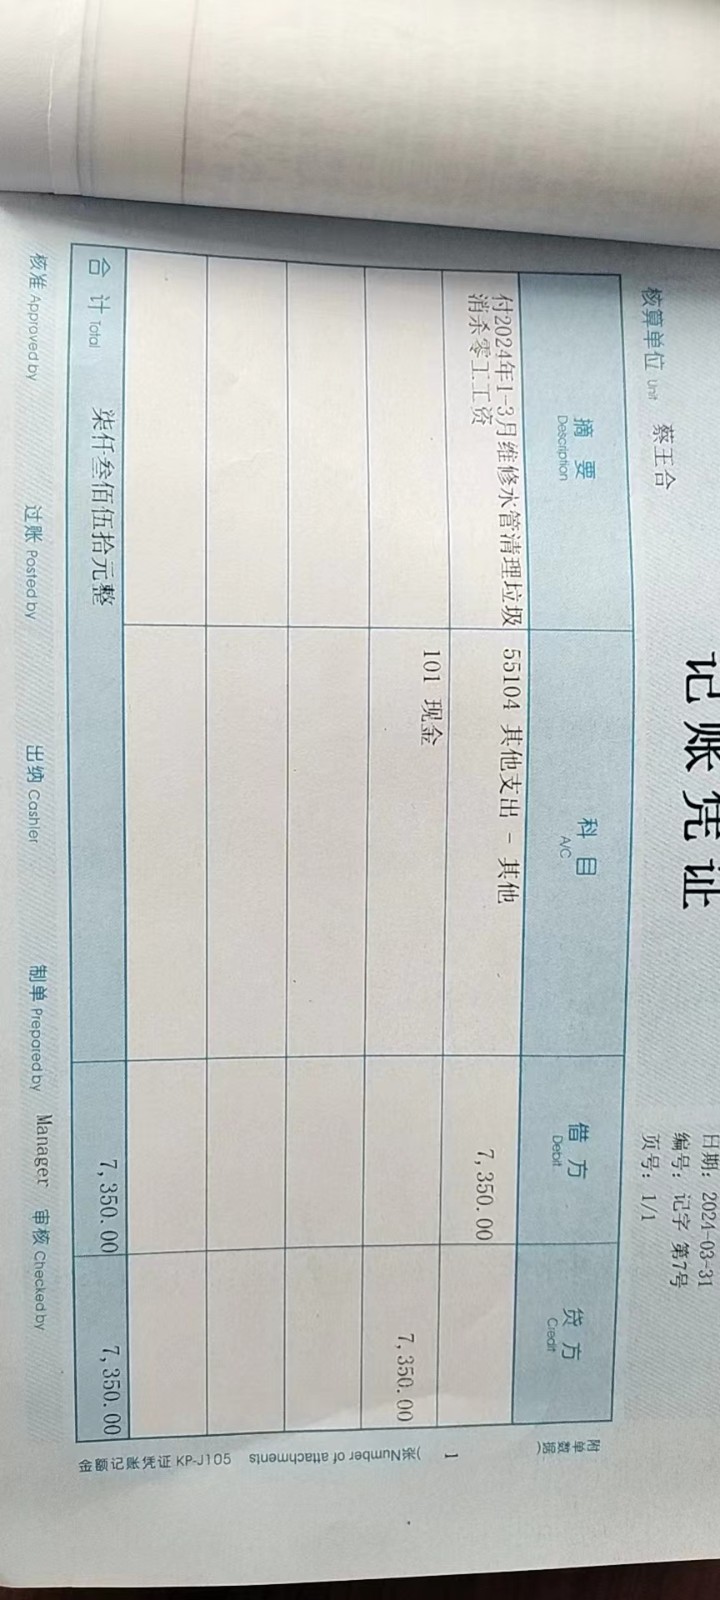 记账凭证
日期: 2024-03-31
编号: 记字 第7号
页号: 1/1
核算单位 Unit 蔡王合
摘 要 Description 科 目 A/C 借 方 Debit 贷 方 Credit
付2024年1-3月维修水管清理垃圾 55104 其他支出 - 其他 7,350.00
消杀零工工资
101 现金 7,350.00
合 计 Total 柒仟叁佰伍拾元整 7,350.00 7,350.00
核准 Approved by 过账 Posted by 出纳 Cashier 制单 Prepared by Manager 审核 Checked by
附单数据(
1
张Number of attachments)
金额记账凭证 KP-J105